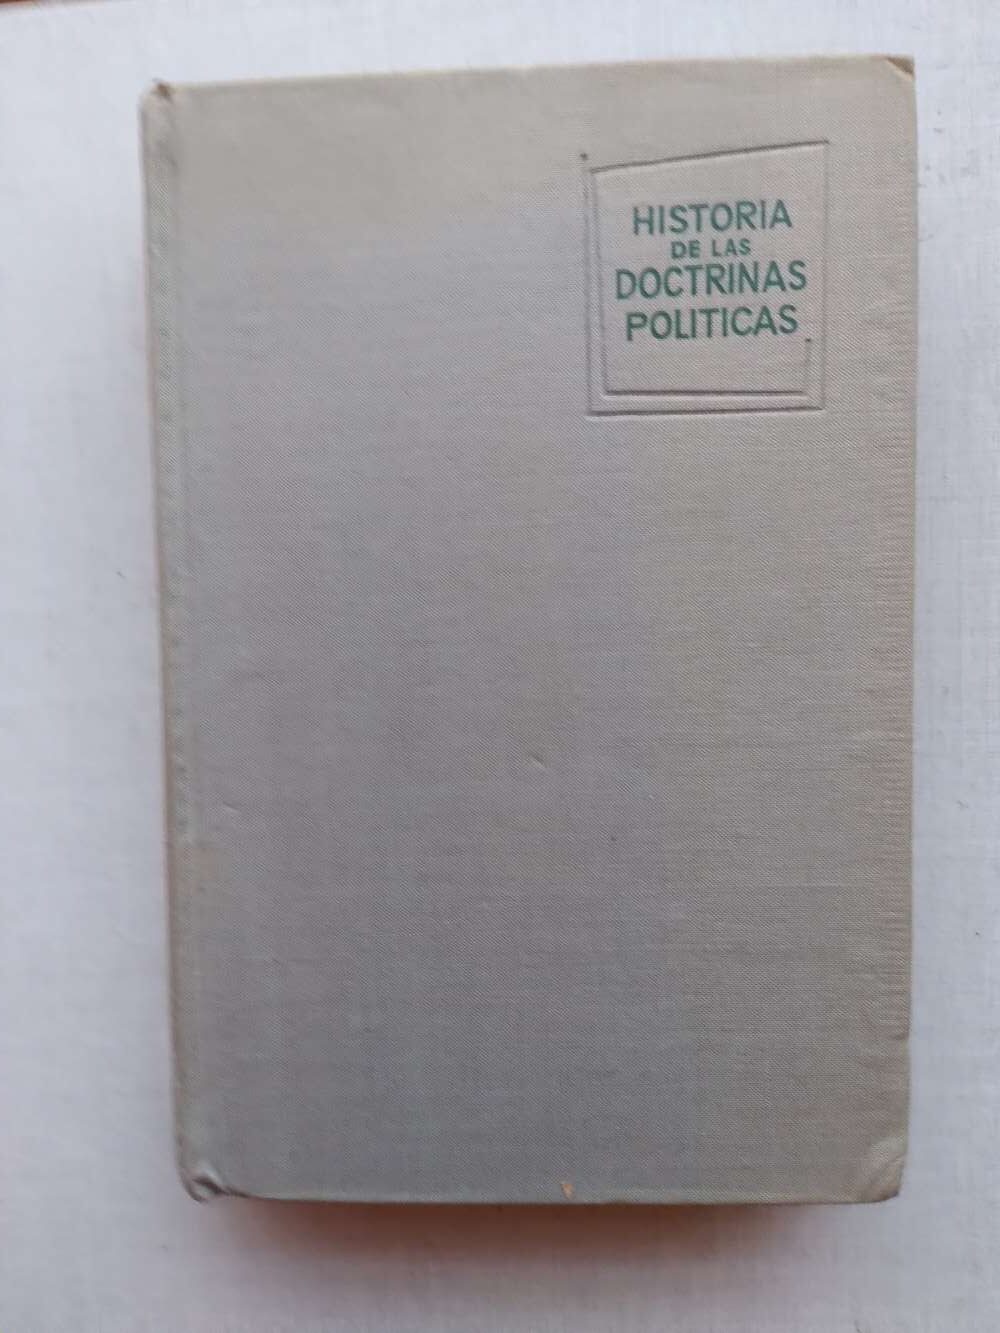 HISTORIA
DE LAS
DOCTRINAS
POLITICAS